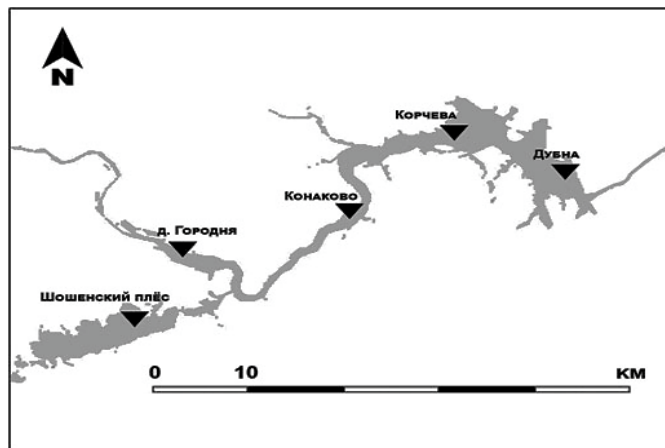 N
Корчева
Дубна
Конаково
д. Городня
Шошенский плёс
0 10 км